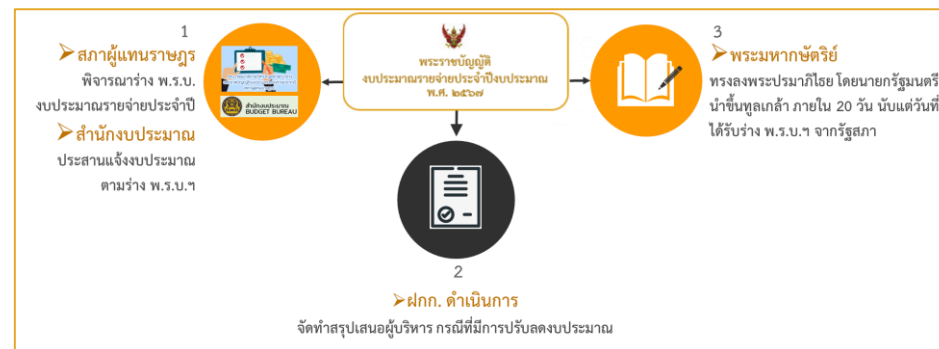 พระราชบัญญัติ
งบประมาณรายจ่ายประจำปีงบประมาณ
พ.ศ. ๒๕๖๗
1
➢สภาผู้แทนราษฎร
พิจารณาร่าง พ.ร.บ.
งบประมาณรายจ่ายประจำปี
➢สำนักงบประมาณ
ประสานแจ้งงบประมาณ
ตามร่าง พ.ร.บ.ฯ
สำนักงบประมาณ
BUDGET BUREAU
2
➢ฝกก. ดำเนินการ
จัดทำสรุปเสนอผู้บริหาร กรณีที่มีการปรับลดงบประมาณ
3
➢พระมหากษัตริย์
ทรงลงพระปรมาภิไธย โดยนายกรัฐมนตรี
นำขึ้นทูลเกล้า ภายใน 20 วัน นับแต่วันที่
ได้รับร่าง พ.ร.บ.ฯ จากรัฐสภา